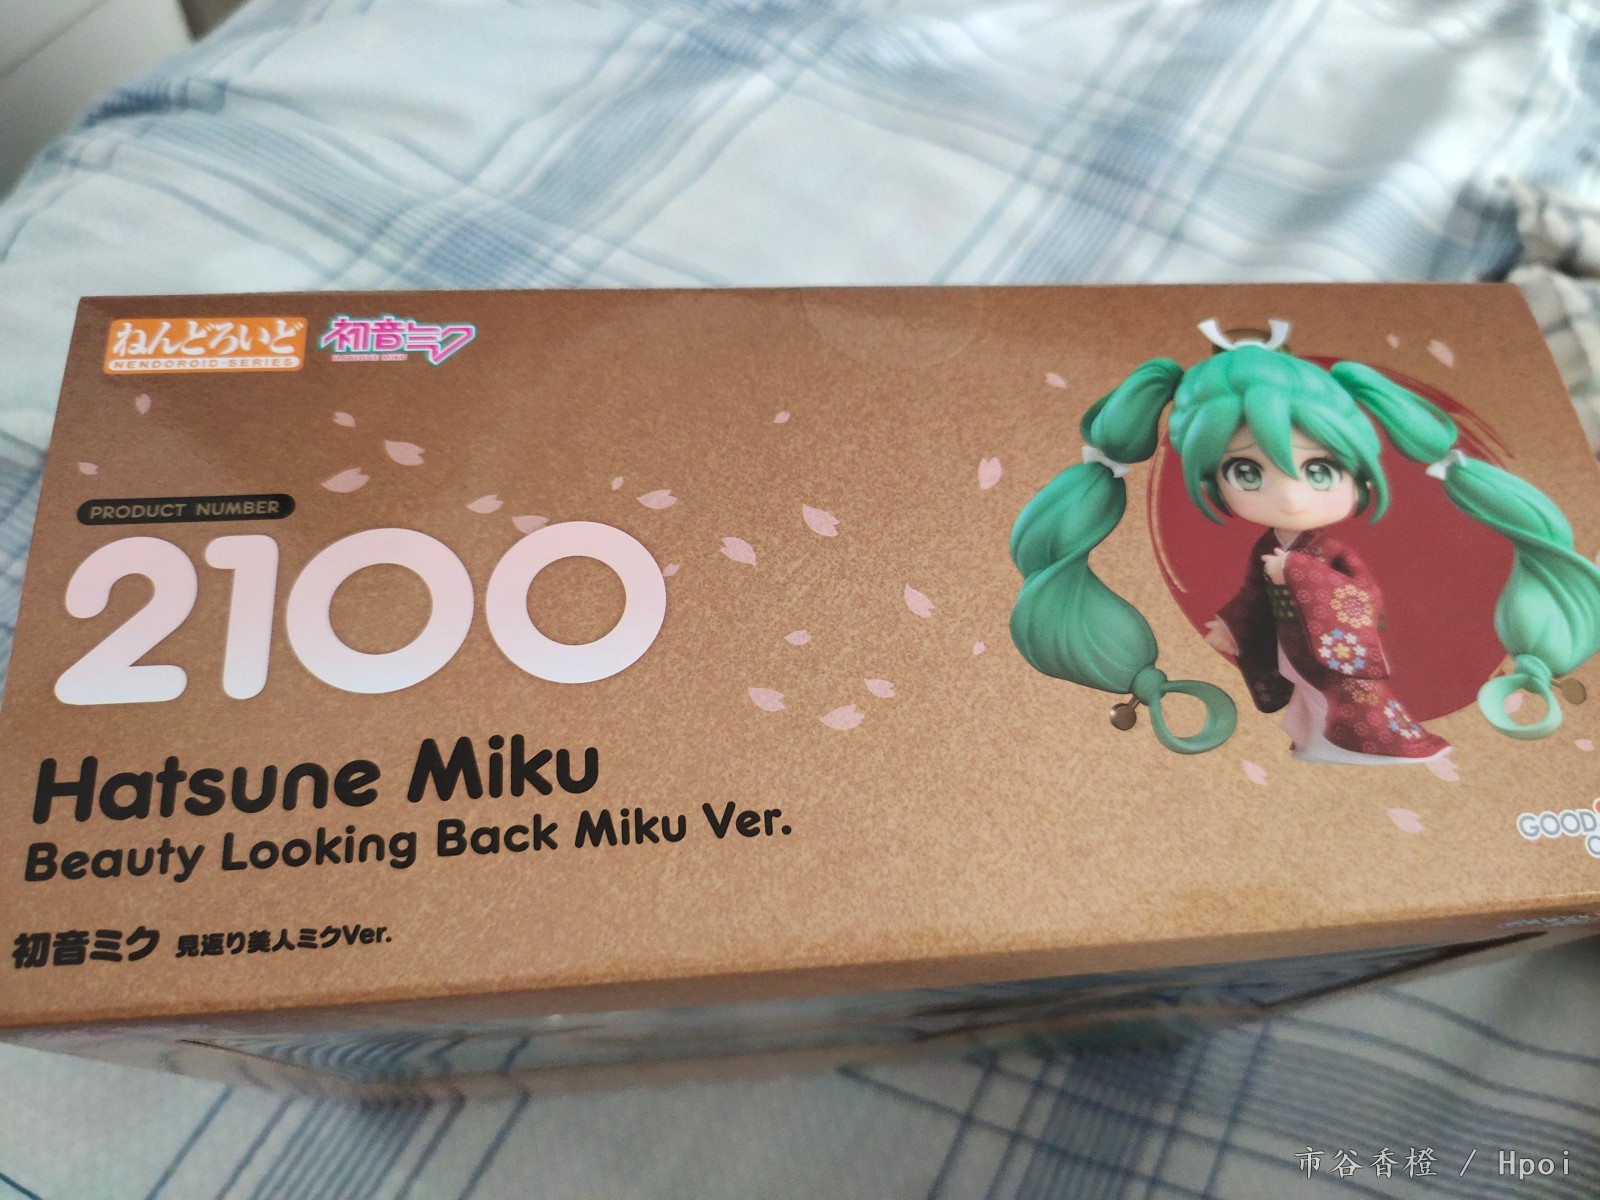 ねんどろいど
NENDOROID-SERIES
初音ミク
HATSUNE MIKU
PRODUCT NUMBER
2100
Hatsune Miku
Beauty Looking Back Miku Ver.
初音ミク 見返り美人ミクVer.
GOOD
市谷香橙 / Hpoi